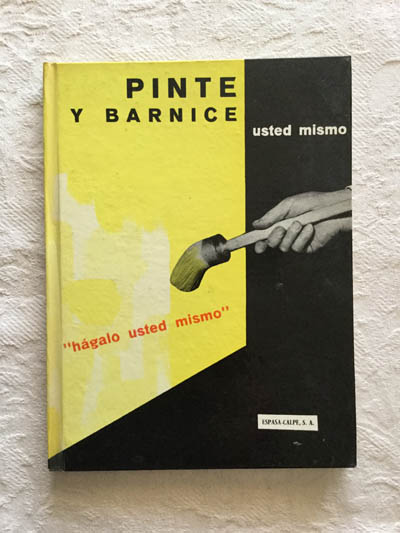 PINTE
Y BARNICE
usted mismo
"hágalo usted mismo"
ESPASA-CALPE, S. A.